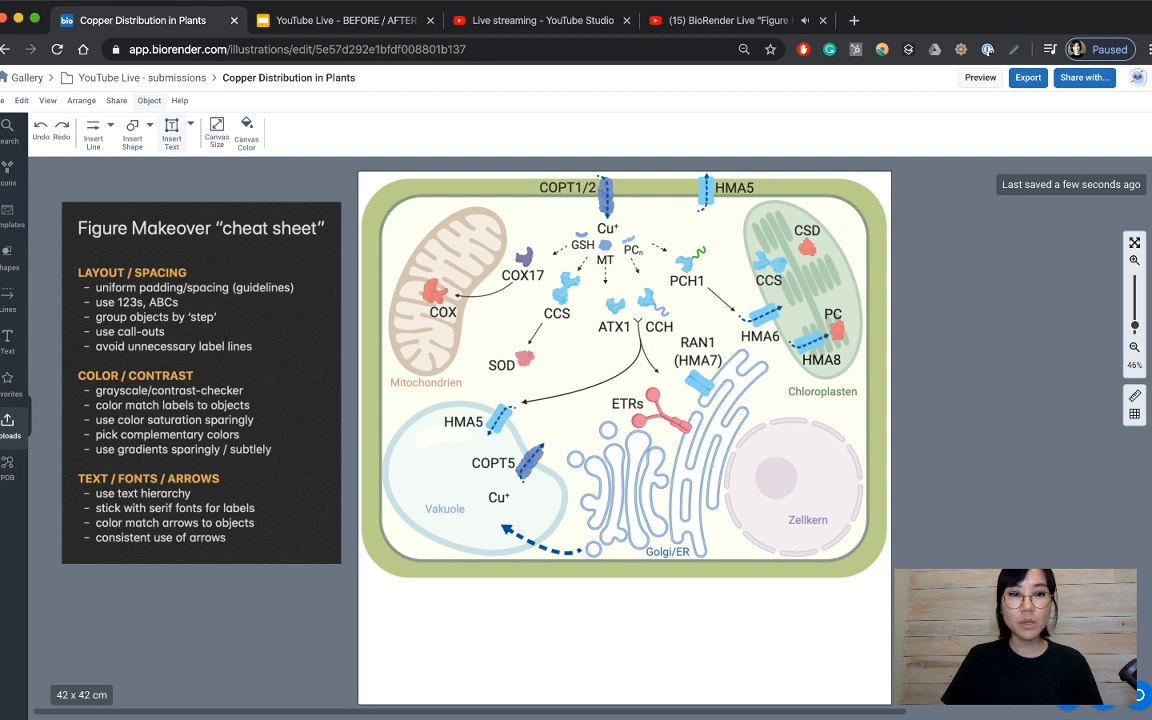 Copper Distribution in Plants
YouTube Live - BEFORE / AFTER
Live streaming - YouTube Studio
(15) BioRender Live "Figure
app.biorender.com/illustrations/edit/5e57d292e1bfdf008801b137
Paused
Gallery
YouTube Live - submissions
Copper Distribution in Plants
Preview
Export
Share with...
Edit
View
Arrange
Share
Object
Help
Undo
Redo
Insert
Line
Insert
Shape
Insert
Text
Canvas
Size
Canvas
Color
Last saved a few seconds ago
Figure Makeover "cheat sheet"
LAYOUT / SPACING
- uniform padding/spacing (guidelines)
- use 123s, ABCs
- group objects by 'step'
- use call-outs
- avoid unnecessary label lines
COLOR / CONTRAST
- grayscale/contrast-checker
- color match labels to objects
- use color saturation sparingly
- pick complementary colors
- use gradients sparingly / subtlely
TEXT / FONTS / ARROWS
- use text hierarchy
- stick with serif fonts for labels
- color match arrows to objects
- consistent use of arrows
COPT1/2
HMA5
Cu⁺
GSH
MT
PCn
COX17
COX
CCS
SOD
ATX1
CCH
PCH1
HMA6
CSD
CCS
PC
HMA8
RAN1
(HMA7)
ETRs
Mitochondrien
Chloroplasten
HMA5
COPT5
Cu⁺
Vakuole
Golgi/ER
Zellkern
46%
Lines
Text
PDB
42 x 42 cm